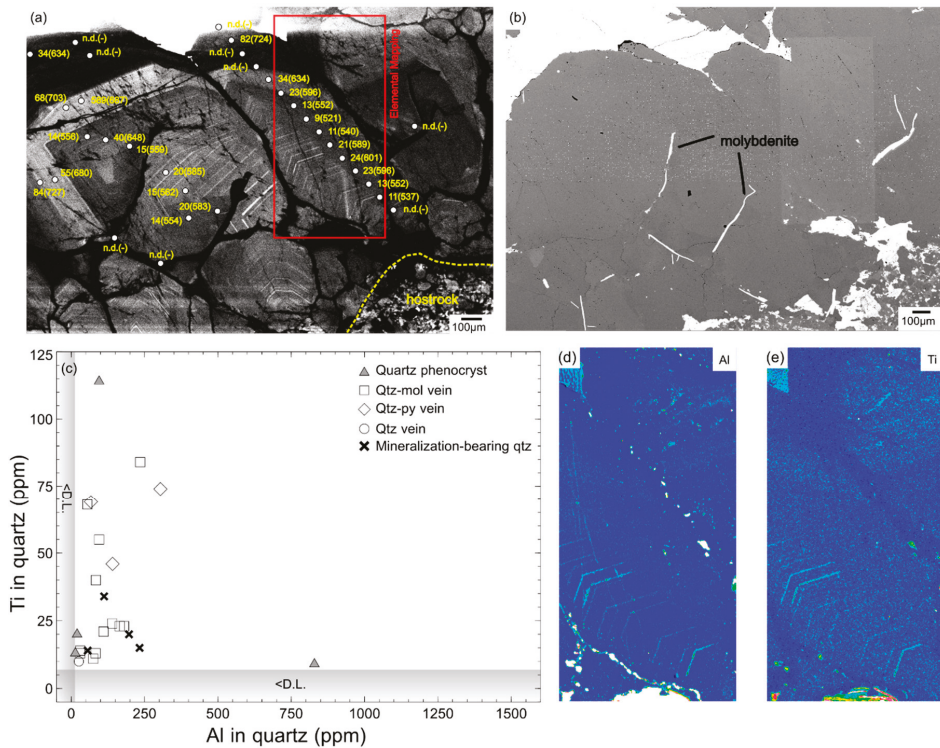 (a)
n.d.(-)
82(724)
34(634)
n.d.(-)
n.d.(-)
n.d.(-)
n.d.(-)
34(634)
68(703)
23(596)
13(552)
9(521)
n.d.(-)
14(556)
40(648)
15(559)
11(540)
21(589)
24(601)
55(680)
84(727)
20(585)
15(562)
23(596)
13(552)
20(583)
14(554)
11(537)
n.d.(-)
n.d.(-)
n.d.(-)
Elemental Mapping
hostrock
100µm
(b)
molybdenite
100µm
(c)
125
100
75
50
25
0
Ti in quartz (ppm)
<D.L.
<D.L.
Quartz phenocryst
Qtz-mol vein
Qtz-py vein
Qtz vein
Mineralization-bearing qtz
0 250 500 750 1000 1250 1500
Al in quartz (ppm)
(d) Al
(e) Ti